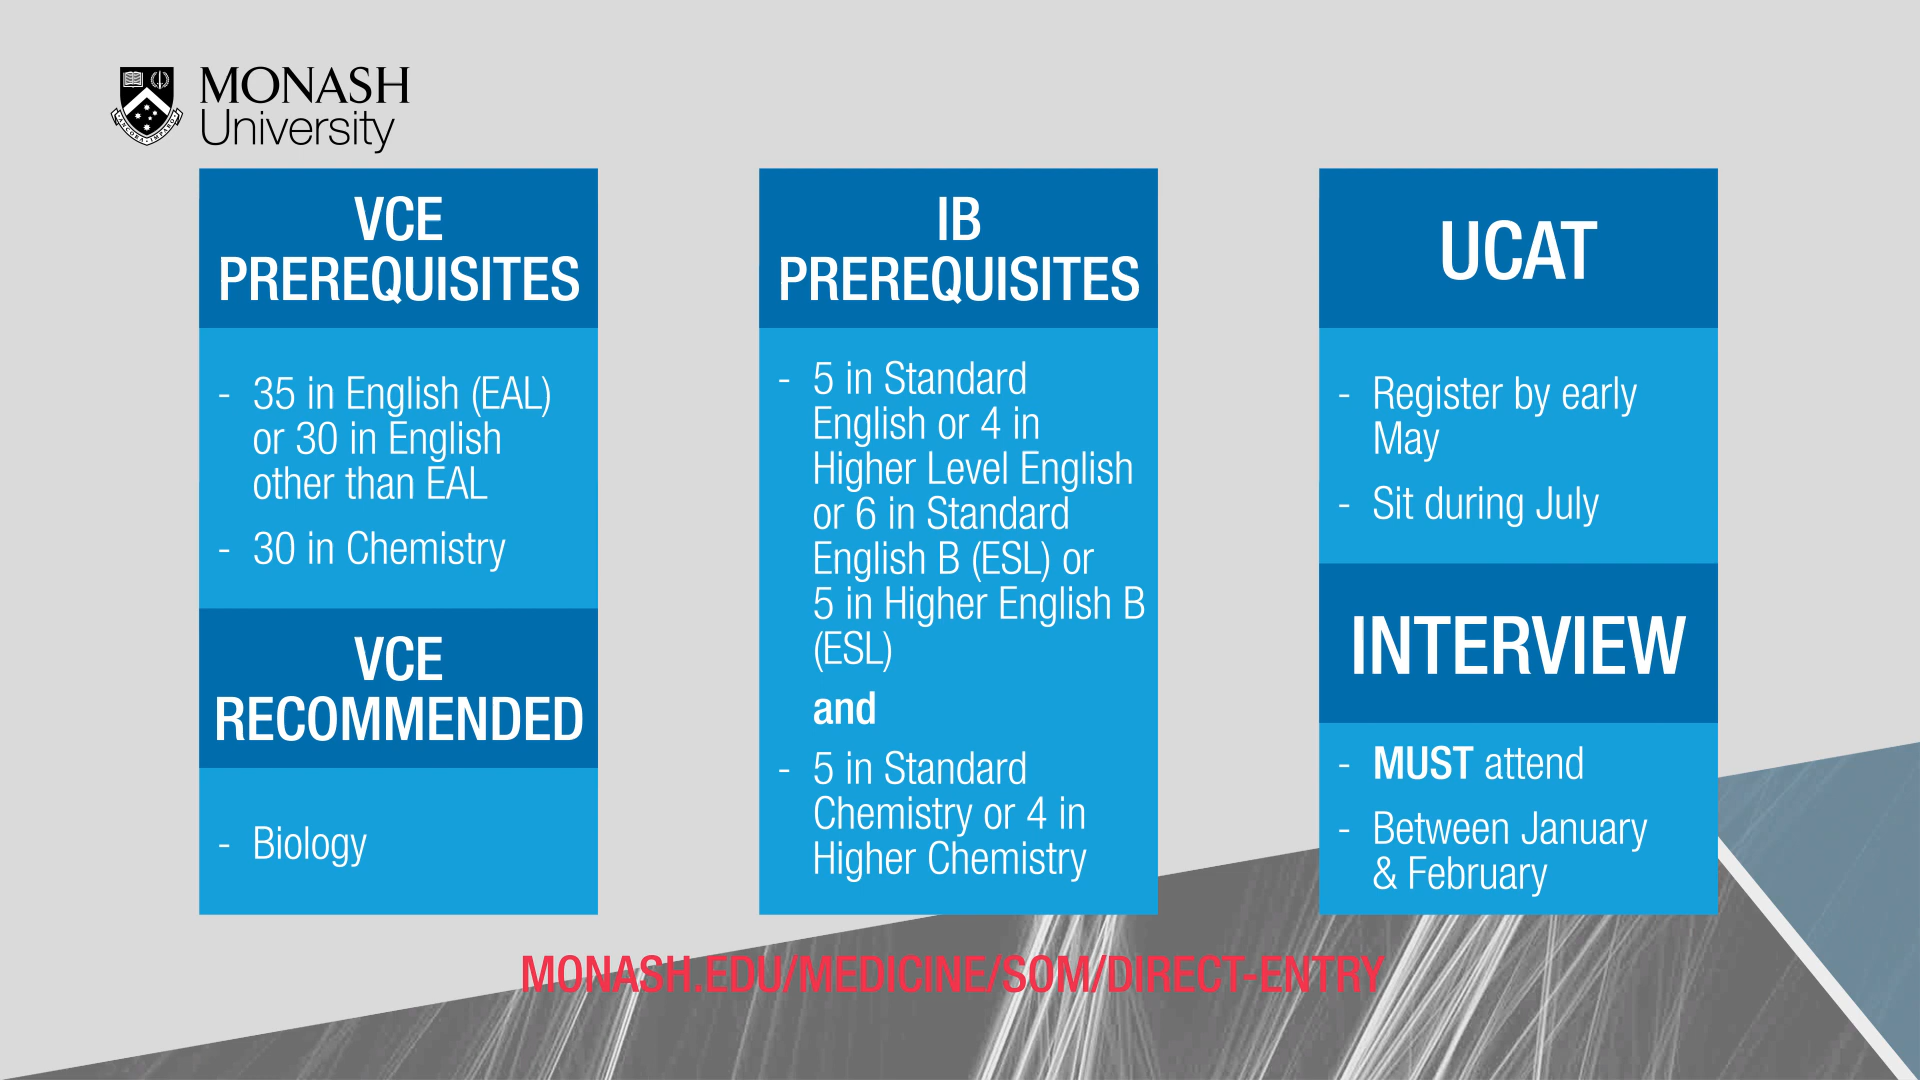 MONASH
University
VCE
PREREQUISITES
- 35 in English (EAL)
or 30 in English
other than EAL
- 30 in Chemistry
VCE
RECOMMENDED
- Biology
IB
PREREQUISITES
- 5 in Standard
English or 4 in
Higher Level English
or 6 in Standard
English B (ESL) or
5 in Higher English B
(ESL)
and
- 5 in Standard
Chemistry or 4 in
Higher Chemistry
UCAT
- Register by early
May
- Sit during July
INTERVIEW
- MUST attend
- Between January
& February
MONASH.EDU/MEDICINE/SOM/DIRECT-ENTRY